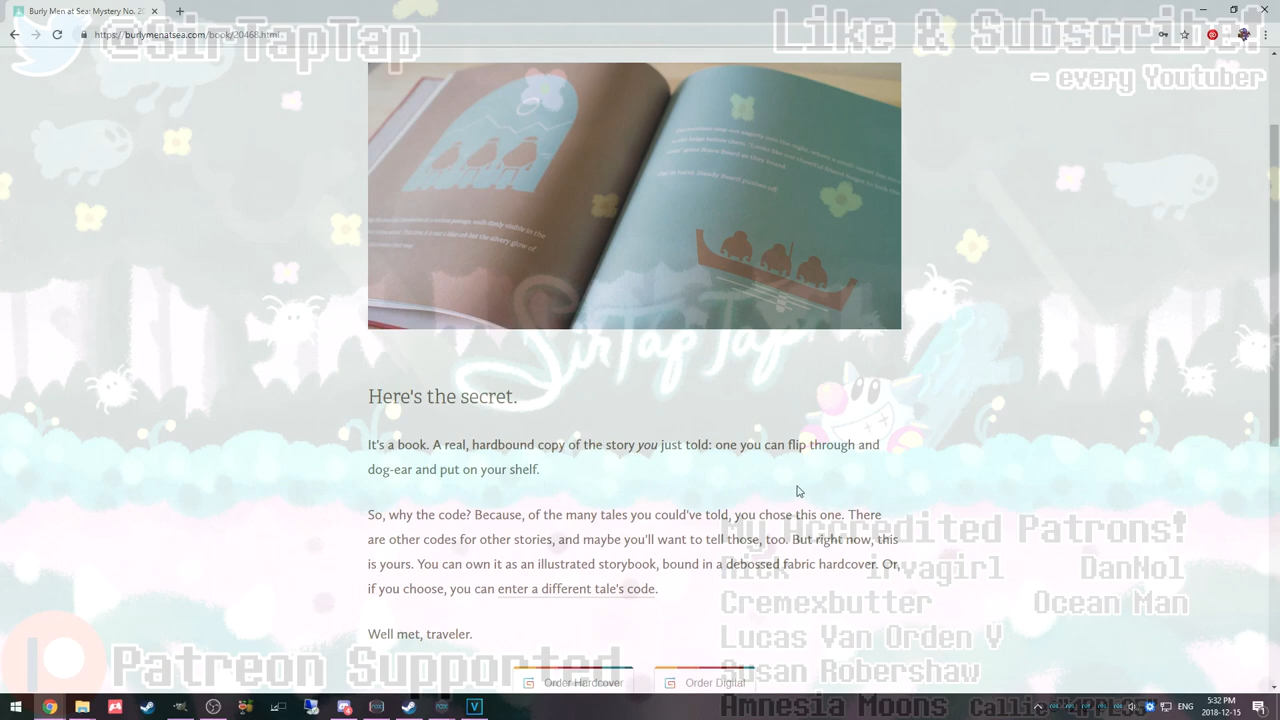 Burly Men at Sea: Mystery No. 20
https://burlymenatsea.com/book/20468.html
@SirTapTap
Like & Subscribe!
— every Youtuber
SirTapTap
Here's the secret.
It's a book. A real, hardbound copy of the story you just told: one you can flip through and
dog-ear and put on your shelf.
So, why the code? Because, of the many tales you could've told, you chose this one. There
are other codes for other stories, and maybe you'll want to tell those, too. But right now, this
is yours. You can own it as an illustrated storybook, bound in a debossed fabric hardcover. Or,
if you choose, you can enter a different tale's code.
Well met, traveler.
Order Hardcover
Order Digital
My Accredited Patrons!
Rick irvagirl DanNol
Cremexbutter Ocean Man
Lucas Van Orden V
Susan Robershaw
Amnesia Moons
Patreon Supported
ENG
5:32 PM
2018-12-15